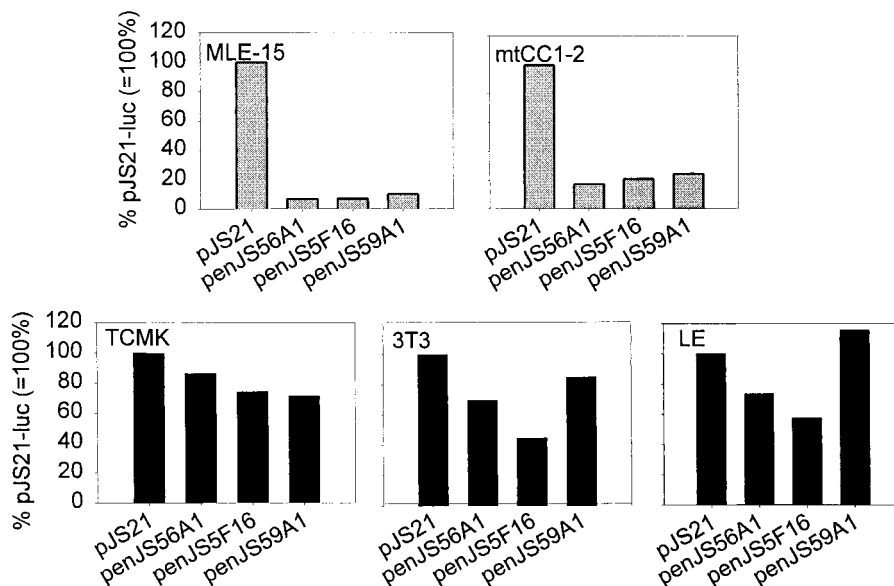 % pJS21-luc (=100%)
120
100
80
60
40
20
0
MLE-15
pJS21
penJS56A1
penJS5F16
penJS59A1
mtCC1-2
pJS21
penJS56A1
penJS5F16
penJS59A1
% pJS21-luc (=100%)
120
100
80
60
40
20
0
TCMK
pJS21
penJS56A1
penJS5F16
penJS59A1
3T3
pJS21
penJS56A1
penJS5F16
penJS59A1
LE
pJS21
penJS56A1
penJS5F16
penJS59A1